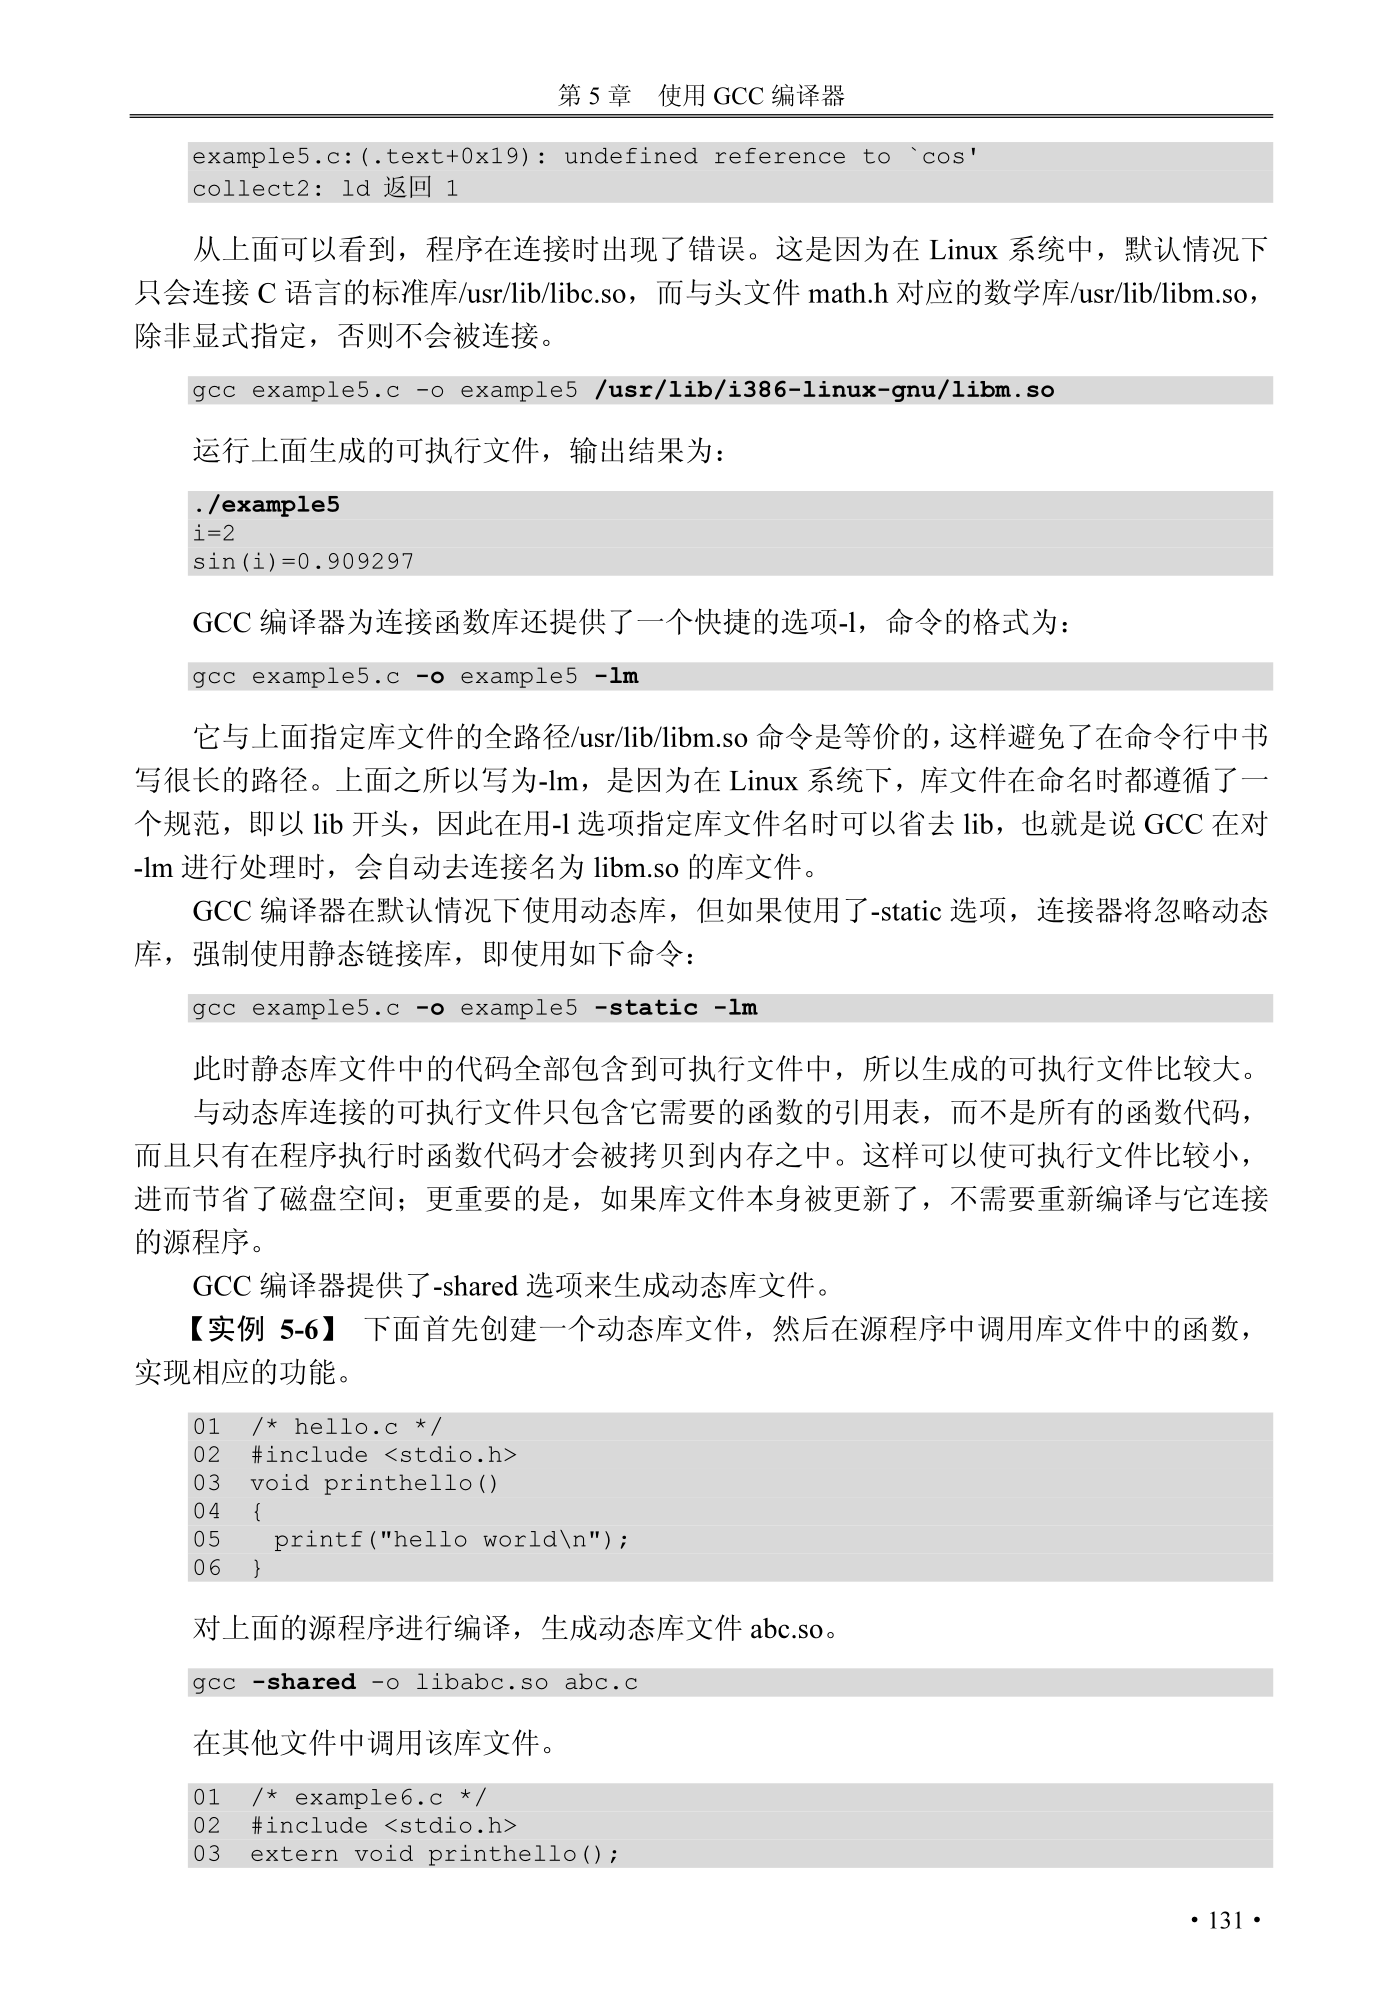 第 5 章　使用 GCC 编译器
example5.c:(.text+0x19): undefined reference to `cos'
collect2: ld 返回 1
从上面可以看到，程序在连接时出现了错误。这是因为在 Linux 系统中，默认情况下
只会连接 C 语言的标准库/usr/lib/libc.so，而与头文件 math.h 对应的数学库/usr/lib/libm.so，
除非显式指定，否则不会被连接。
gcc example5.c -o example5 /usr/lib/i386-linux-gnu/libm.so
运行上面生成的可执行文件，输出结果为：
./example5
i=2
sin(i)=0.909297
GCC 编译器为连接函数库还提供了一个快捷的选项-l，命令的格式为：
gcc example5.c -o example5 -lm
它与上面指定库文件的全路径/usr/lib/libm.so 命令是等价的，这样避免了在命令行中书
写很长的路径。上面之所以写为-lm，是因为在 Linux 系统下，库文件在命名时都遵循了一
个规范，即以 lib 开头，因此在用-l 选项指定库文件名时可以省去 lib，也就是说 GCC 在对
-lm 进行处理时，会自动去连接名为 libm.so 的库文件。
GCC 编译器在默认情况下使用动态库，但如果使用了-static 选项，连接器将忽略动态
库，强制使用静态链接库，即使用如下命令：
gcc example5.c -o example5 -static -lm
此时静态库文件中的代码全部包含到可执行文件中，所以生成的可执行文件比较大。
与动态库连接的可执行文件只包含它需要的函数的引用表，而不是所有的函数代码，
而且只有在程序执行时函数代码才会被拷贝到内存之中。这样可以使可执行文件比较小，
进而节省了磁盘空间；更重要的是，如果库文件本身被更新了，不需要重新编译与它连接
的源程序。
GCC 编译器提供了-shared 选项来生成动态库文件。
【实例 5-6】 下面首先创建一个动态库文件，然后在源程序中调用库文件中的函数，
实现相应的功能。
01 /* hello.c */
02 #include <stdio.h>
03 void printhello()
04 {
05 printf("hello world\n");
06 }
对上面的源程序进行编译，生成动态库文件 abc.so。
gcc -shared -o libabc.so abc.c
在其他文件中调用该库文件。
01 /* example6.c */
02 #include <stdio.h>
03 extern void printhello();
• 131 •